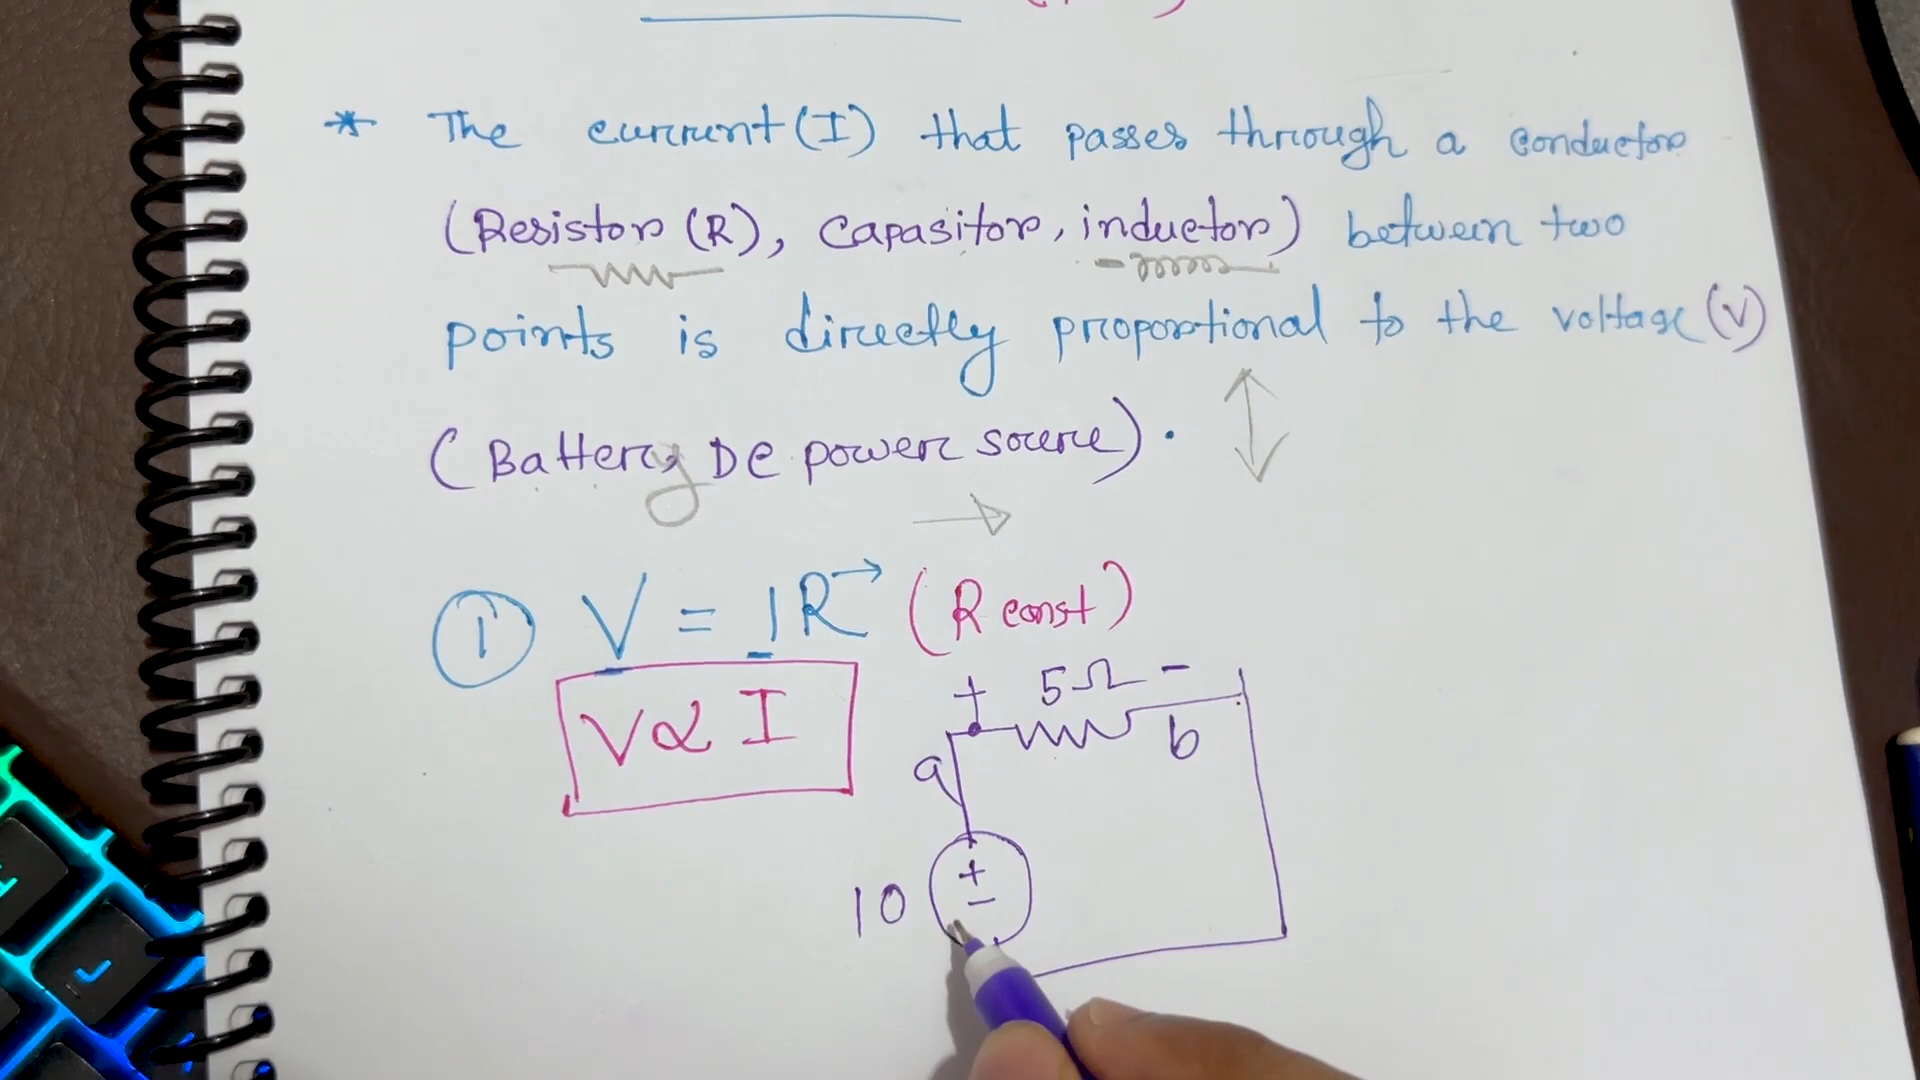 * The current (I) that passes through a conductor
(Resistor (R), Capasitor, inductor) between two
points is directly proportional to the voltage (V)
(Battery DC power source).
① V = IR → (R const)
V ∝ I
+ 5Ω -
a b
10 + -